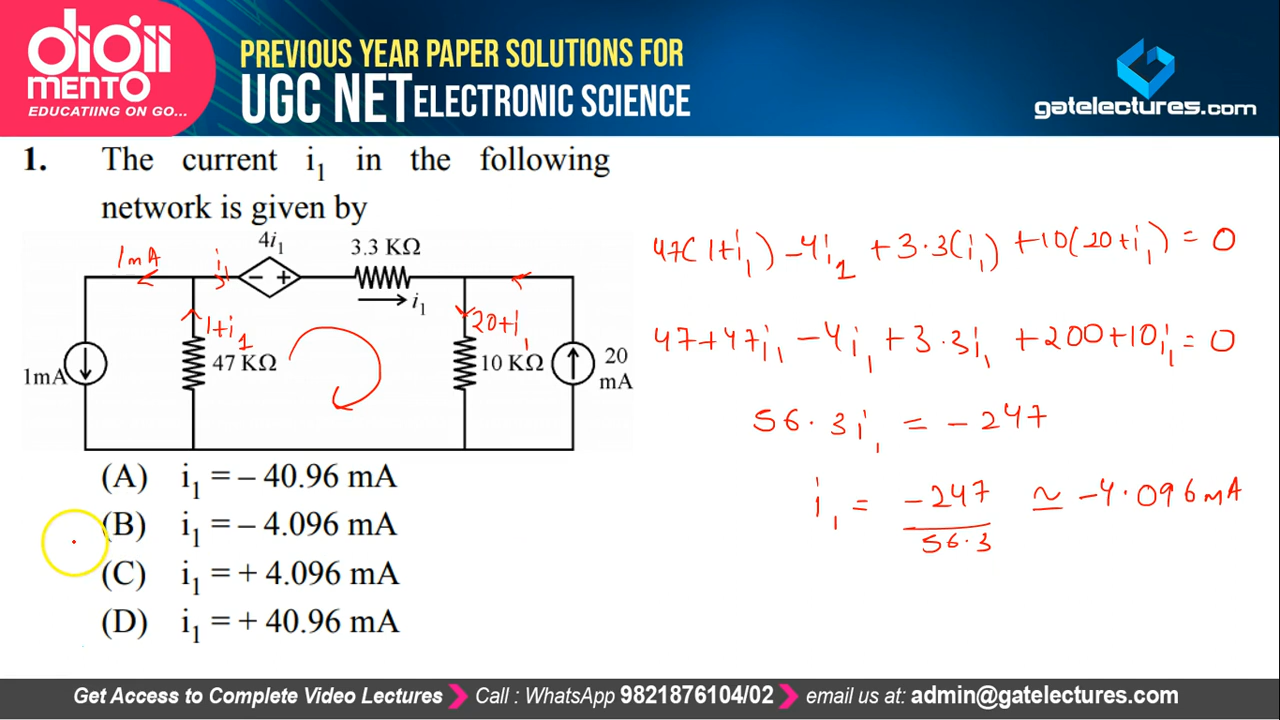 dioii
mento
EDUCATIING ON GO...
PREVIOUS YEAR PAPER SOLUTIONS FOR
UGC NET ELECTRONIC SCIENCE
gatelectures.com
1. The current i₁ in the following
network is given by
4i₁
3.3 KΩ
1mA
i₁
- +
i₁
1+i₁
20+i₁
47 KΩ
10 KΩ
20
mA
1mA
(A) i₁ = – 40.96 mA
(B) i₁ = – 4.096 mA
(C) i₁ = + 4.096 mA
(D) i₁ = + 40.96 mA
47(1+i₁) -4i₁ +3.3(i₁) +10(20+i₁) = 0
47+47i₁ -4i₁ +3.3i₁ +200+10i₁ = 0
56.3i₁ = -247
i₁ = -247/56.3 ≃ -4.096mA
Get Access to Complete Video Lectures Call : WhatsApp 9821876104/02 email us at: admin@gatelectures.com